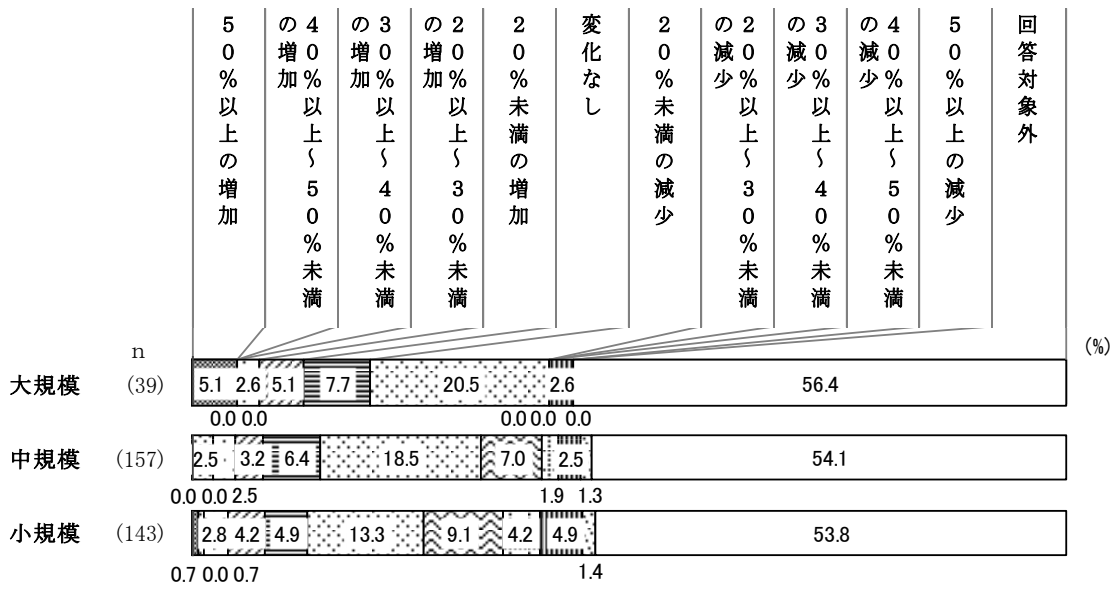 50%以上の増加
40%以上～50%未満の増加
30%以上～40%未満の増加
20%以上～30%未満の増加
20%未満の増加
変化なし
20%未満の減少
20%以上～30%未満の減少
30%以上～40%未満の減少
40%以上～50%未満の減少
50%以上の減少
回答対象外
n
(%)
大規模 (39) 5.1 2.6 5.1 7.7 20.5 2.6 56.4
0.0 0.0 0.0 0.0 0.0
中規模 (157) 2.5 3.2 6.4 18.5 7.0 2.5 54.1
0.0 0.0 2.5 1.9 1.3
小規模 (143) 2.8 4.2 4.9 13.3 9.1 4.2 4.9 53.8
0.7 0.0 0.7 1.4